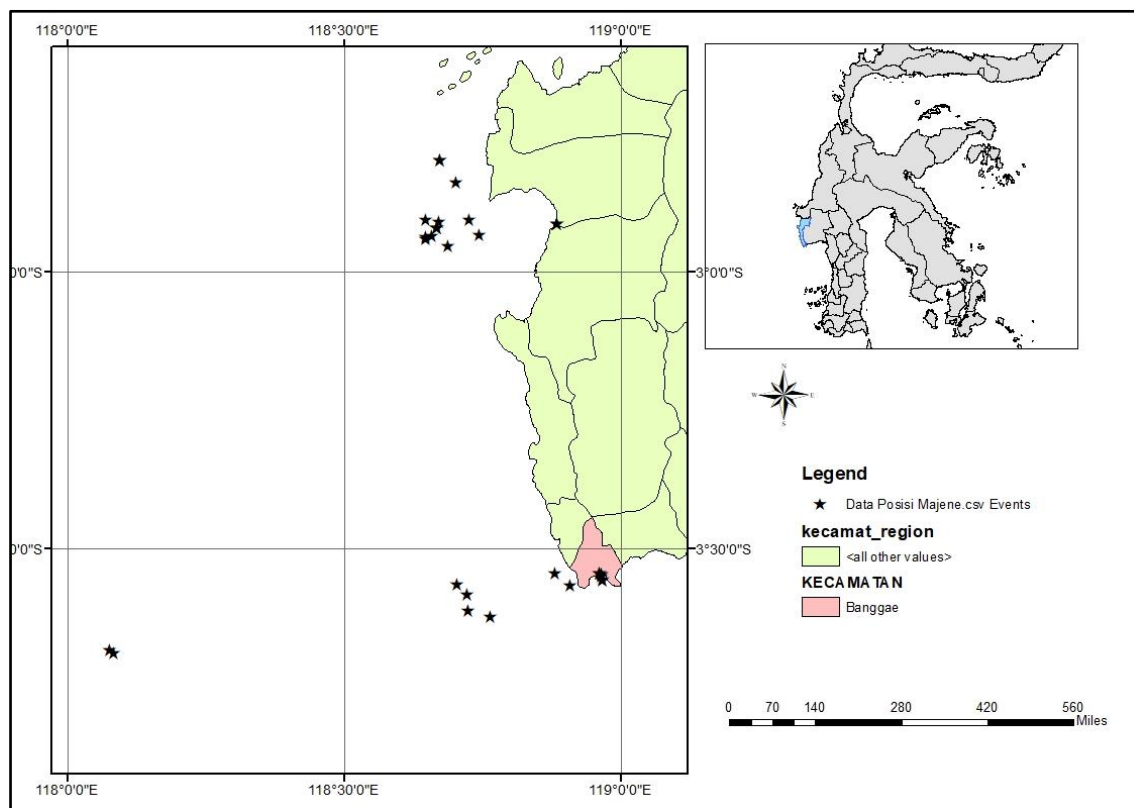 118°0'0"E 118°30'0"E 119°0'0"E
0'0"S 3°0'0"S
0'0"S 3°30'0"S
118°0'0"E 118°30'0"E 119°0'0"E
N
W E
S
Legend
Data Posisi Majene.csv Events
kecamat_region
<all other values>
KECAMATAN
Banggae
0 70 140 280 420 560
Miles